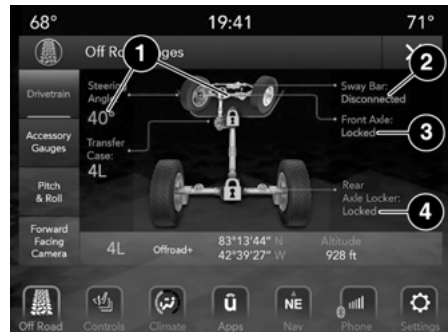 68°
19:41
71°
Off Road
ges
1
2
3
4
Drivetrain
Accessory
Gauges
Pitch
& Roll
Forward
Facing
Camera
Steering
Angle:
40°
Transfer
Case:
4L
Sway Bar:
Disconnected
Front Axle:
Locked
Rear
Axle Locker:
Locked
4L
Offroad+
83°13'44" N
42°39'27" W
Altitude
928 ft
Off Road
Controls
Climate
Apps
NE
Nav
Phone
Settings